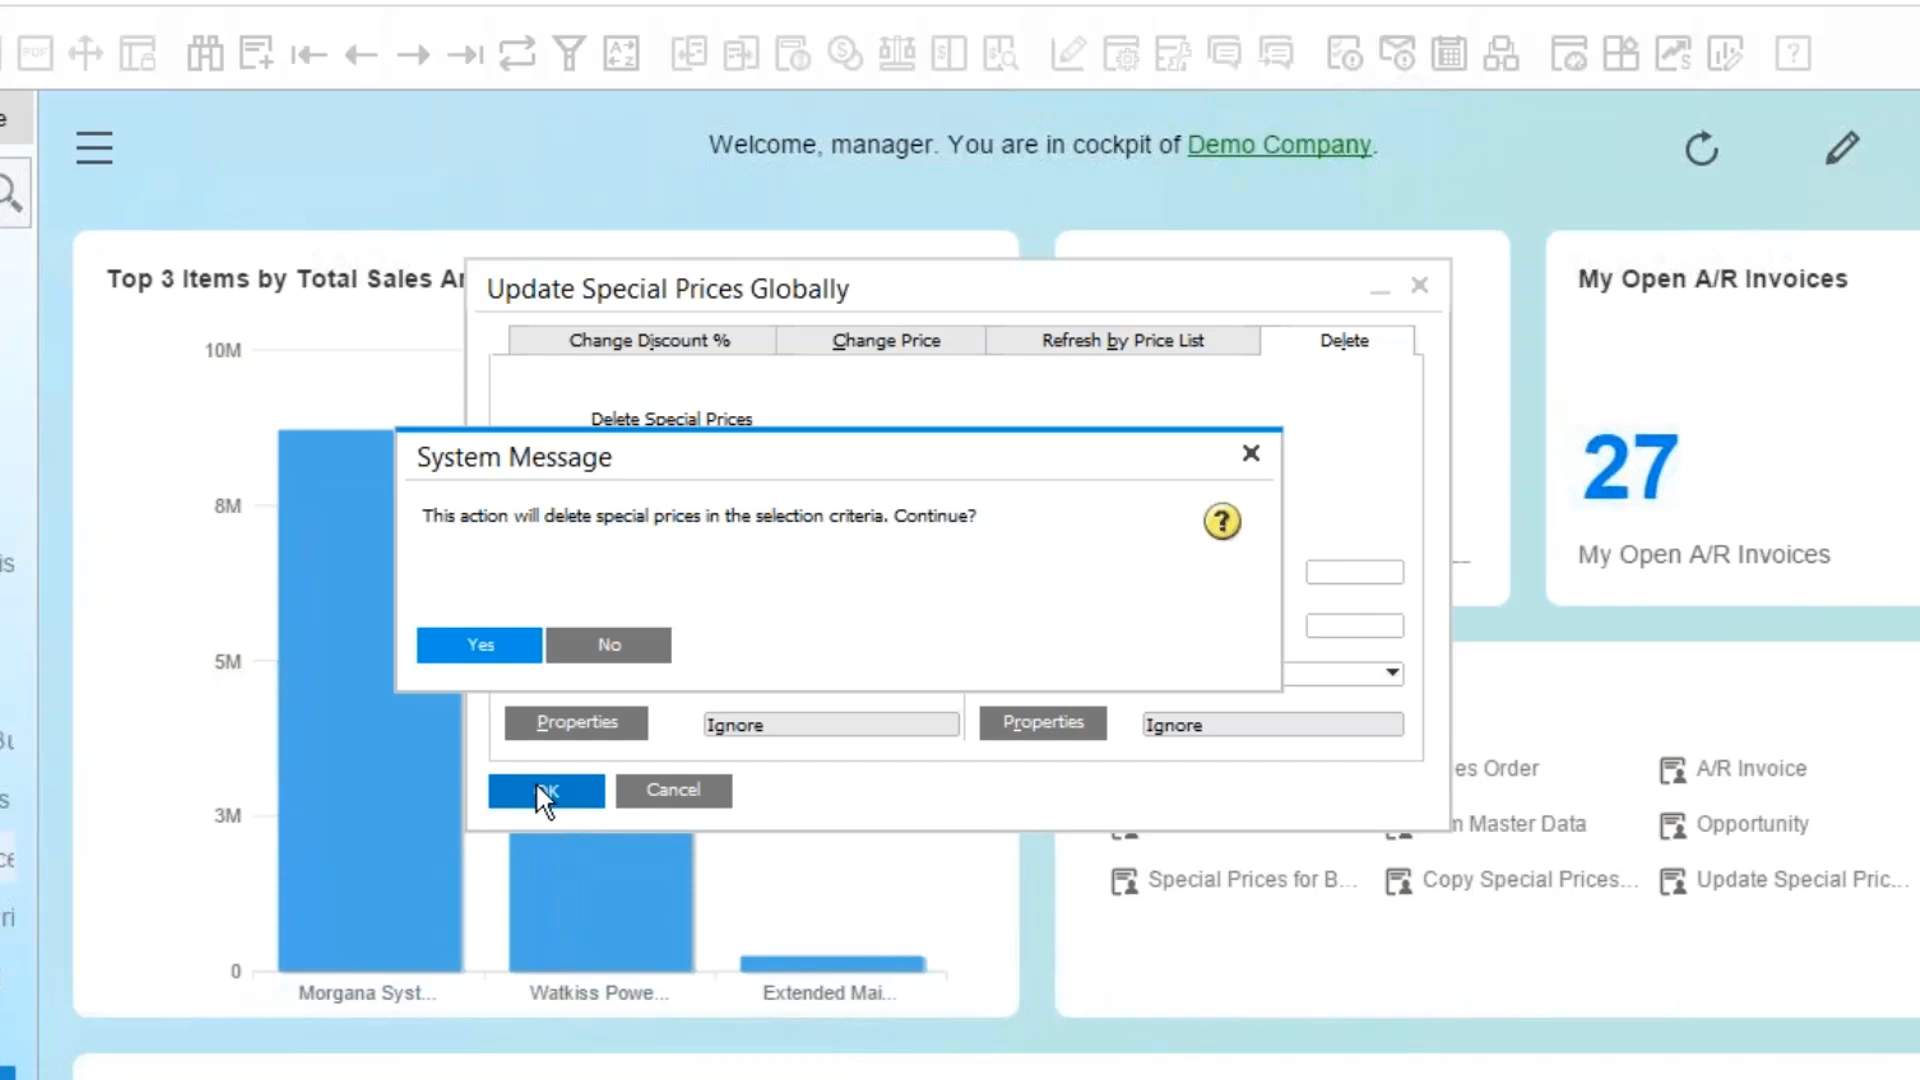 PDF
Welcome, manager. You are in cockpit of Demo Company.
Top 3 Items by Total Sales Ar
10M
8M
5M
3M
0
Morgana Syst...
Watkiss Powe...
Extended Mai...
Update Special Prices Globally
Change Discount %
Change Price
Refresh by Price List
Delete
Delete Special Prices
System Message
This action will delete special prices in the selection criteria. Continue?
Yes
No
Properties
Ignore
Properties
Ignore
OK
Cancel
My Open A/R Invoices
27
My Open A/R Invoices
es Order
A/R Invoice
Master Data
Opportunity
Special Prices for B...
Copy Special Prices...
Update Special Pric...